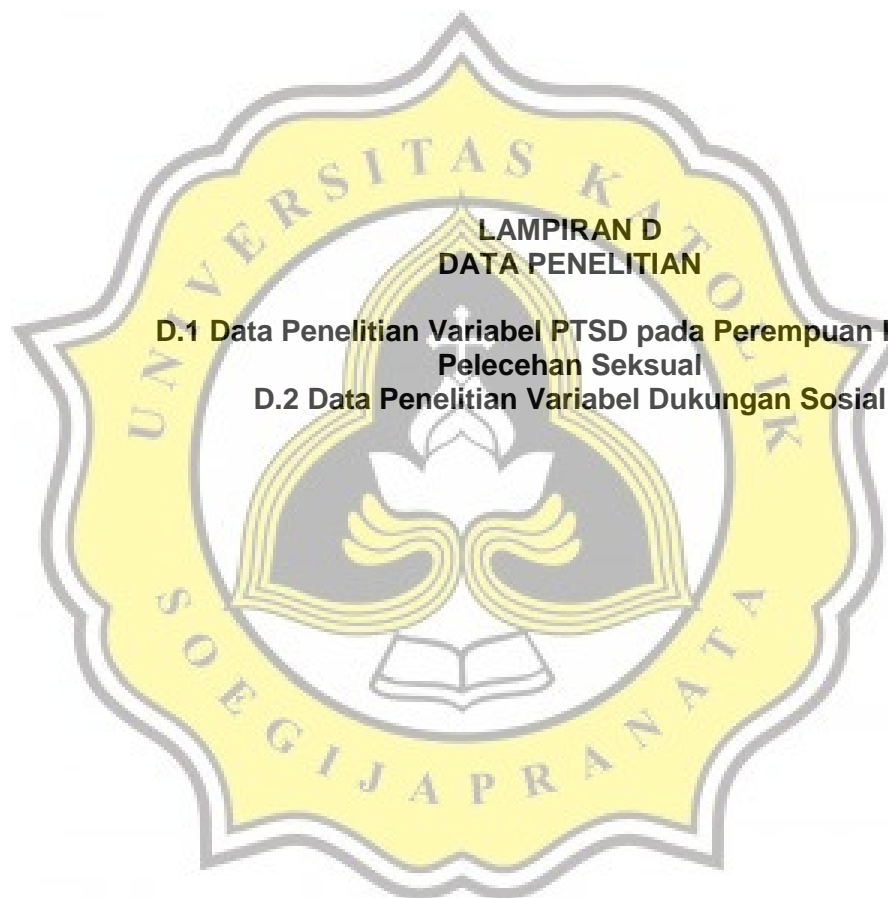 UNIVERSITAS KATOLIK
LAMPIRAN D
DATA PENELITIAN
D.1 Data Penelitian Variabel PTSD pada Perempuan
Pelecehan Seksual
D.2 Data Penelitian Variabel Dukungan Sosial
SOEGIJAPRANATA